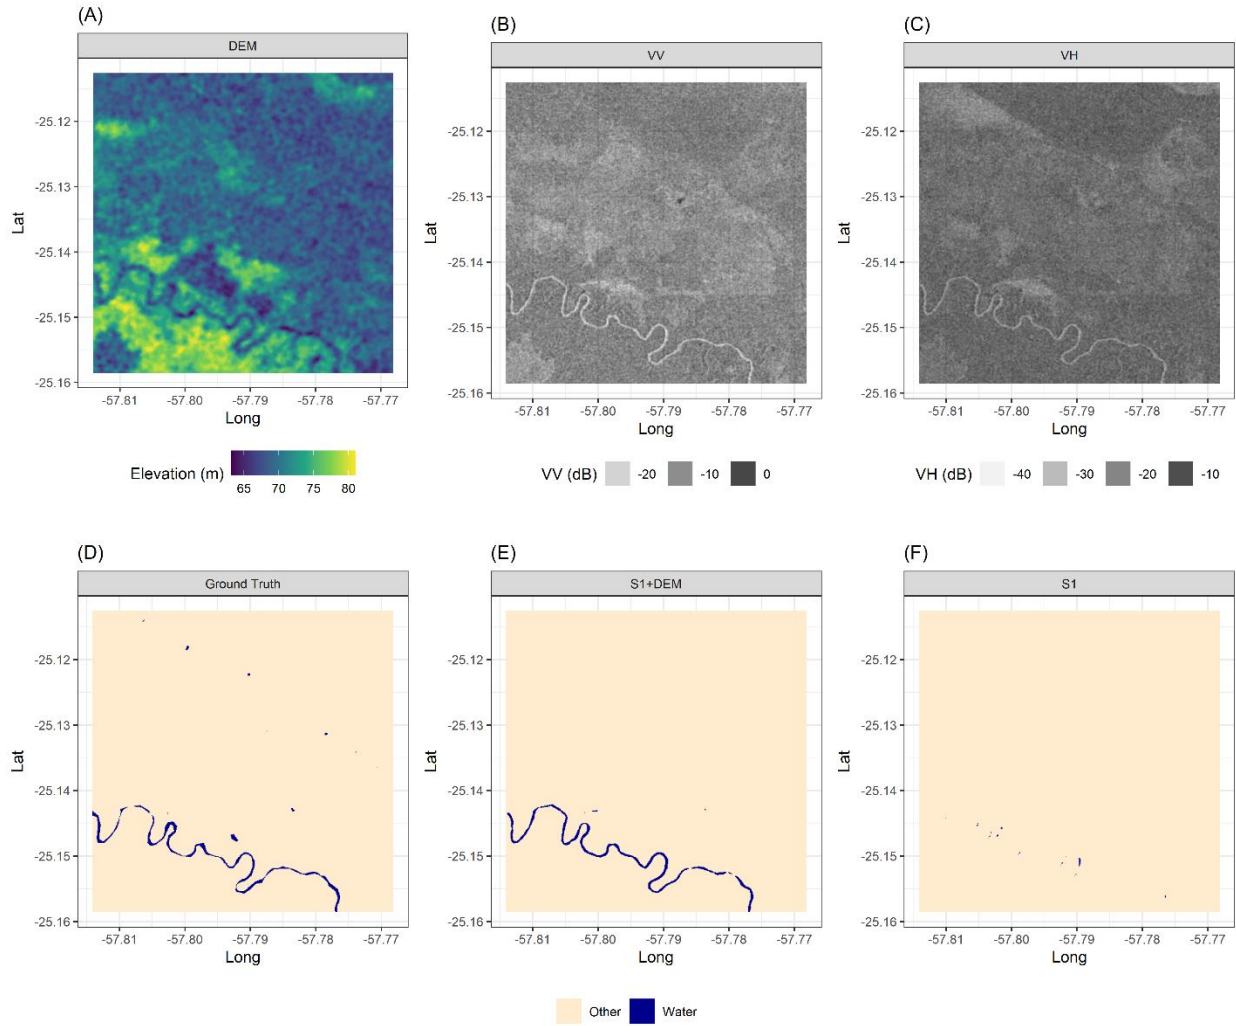 (A)
DEM
-25.12
-25.13
-25.14
-25.15
-25.16
Lat
-57.81 -57.80 -57.79 -57.78 -57.77
Long
Elevation (m)
65 70 75 80
(B)
VV
-25.12
-25.13
-25.14
-25.15
-25.16
Lat
-57.81 -57.80 -57.79 -57.78 -57.77
Long
VV (dB) -20 -10 0
(C)
VH
-25.12
-25.13
-25.14
-25.15
-25.16
Lat
-57.81 -57.80 -57.79 -57.78 -57.77
Long
VH (dB) -40 -30 -20 -10
(D)
Ground Truth
-25.12
-25.13
-25.14
-25.15
-25.16
Lat
-57.81 -57.80 -57.79 -57.78 -57.77
Long
(E)
S1+DEM
-25.12
-25.13
-25.14
-25.15
-25.16
Lat
-57.81 -57.80 -57.79 -57.78 -57.77
Long
(F)
S1
-25.12
-25.13
-25.14
-25.15
-25.16
Lat
-57.81 -57.80 -57.79 -57.78 -57.77
Long
Other Water